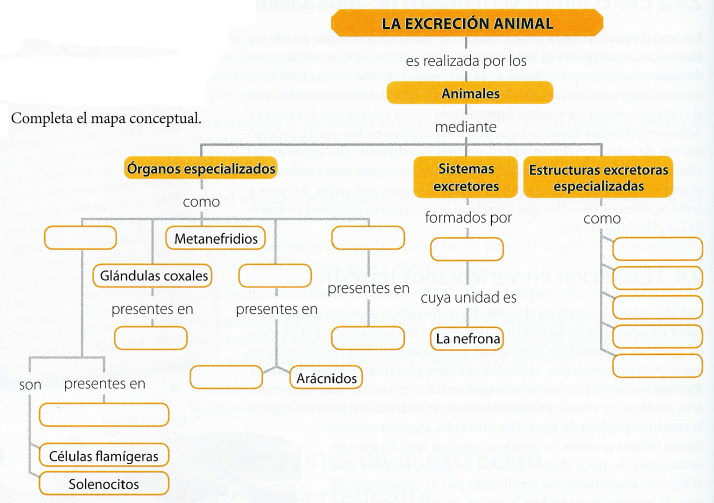 LA EXCRECIÓN ANIMAL
es realizada por los
Animales
Completa el mapa conceptual.
mediante
Órganos especializados
Sistemas
excretores
Estructuras excretoras
especializadas
como
formados por
como
Metanefridios
Glándulas coxales
presentes en
presentes en
presentes en
cuya unidad es
La nefrona
Arácnidos
son
presentes en
Células flamígeras
Solenocitos